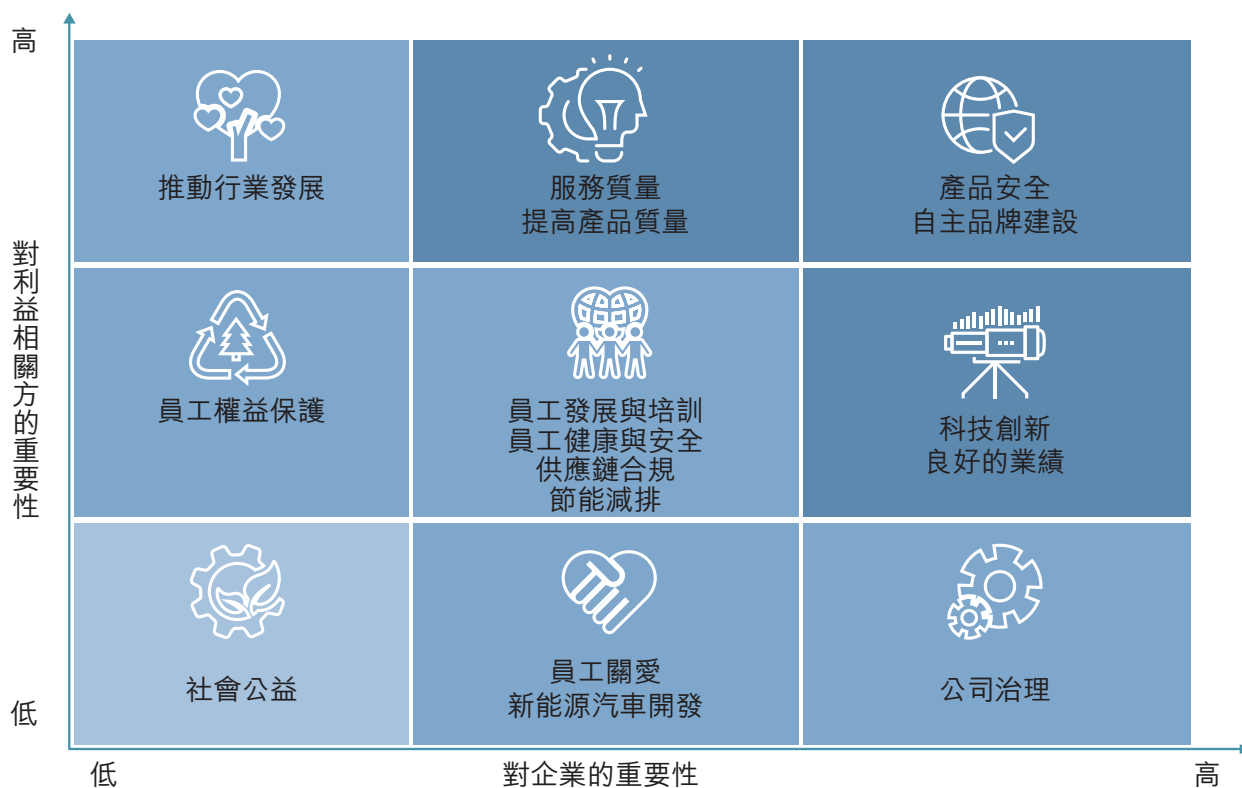 高
推動行業發展
服務質量
提高產品質量
產品安全
自主品牌建設
對利益相關方的重要性
員工權益保護
員工發展與培訓
員工健康與安全
供應鏈合規
節能減排
科技創新
良好的業績
社會公益
員工關愛
新能源汽車開發
公司治理
低
低
對企業的重要性
高